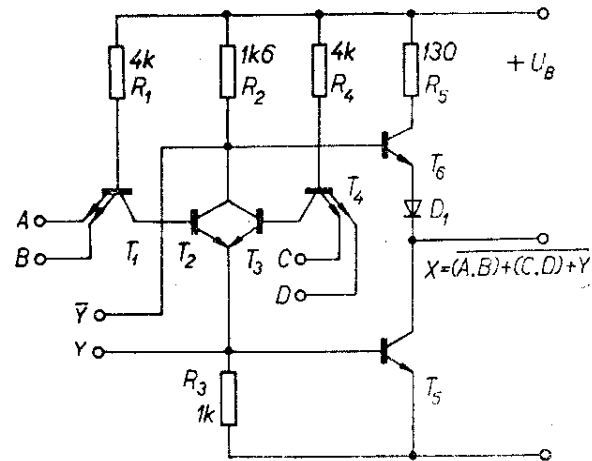 4k
R1
1k6
R2
4k
R4
130
R5
+ UB
A
B
T1
T2
T3
T4
T6
D1
C
D
X=(A.B)+(C.D)+Y
Y
Y
R3
1k
T5